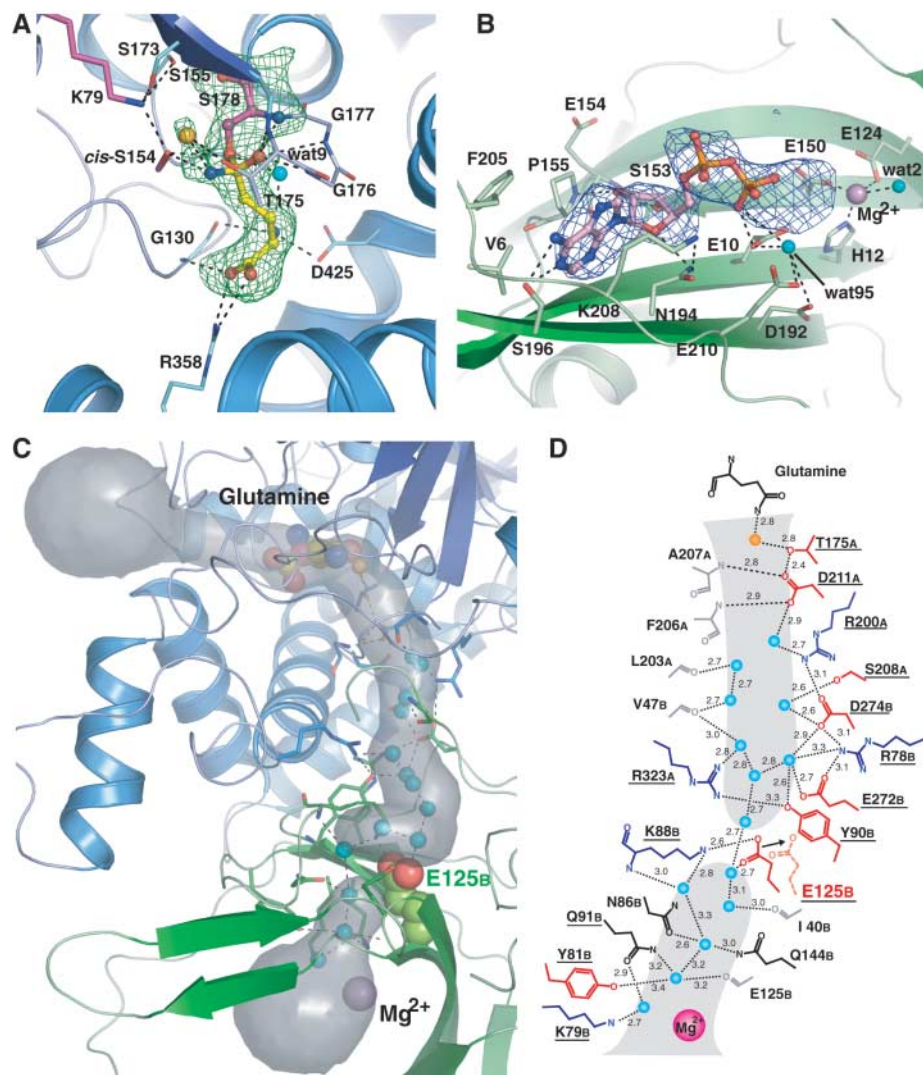 A
S173
S155
K79
S178
G177
wat9
cis-S154
G176
T175
G130
D425
R358
B
E154
F205
P155
S153
E150
E124
wat2
Mg2+
V6
E10
H12
wat95
K208
N194
D192
S196
E210
C
Glutamine
E125B
Mg2+
D
Glutamine
2.8
2.8
T175A
A207A
2.8
2.4
D211A
2.9
F206A
2.9
R200A
2.7
L203A
2.7
3.1
S208A
2.7
2.6
V47B
2.6
D274B
3.0
2.9
3.1
2.8
3.3
R78B
2.8
2.8
3.1
R323A
2.6
2.7
E272B
3.3
2.7
Y90B
K88B
2.6
2.7
2.7
3.0
2.8
E125B
3.1
N86B
3.0
I 40B
Q91B
3.3
2.6
3.0
Q144B
Y81B
3.2
3.2
2.9
3.4
3.2
E125B
K79B
2.7
Mg2+